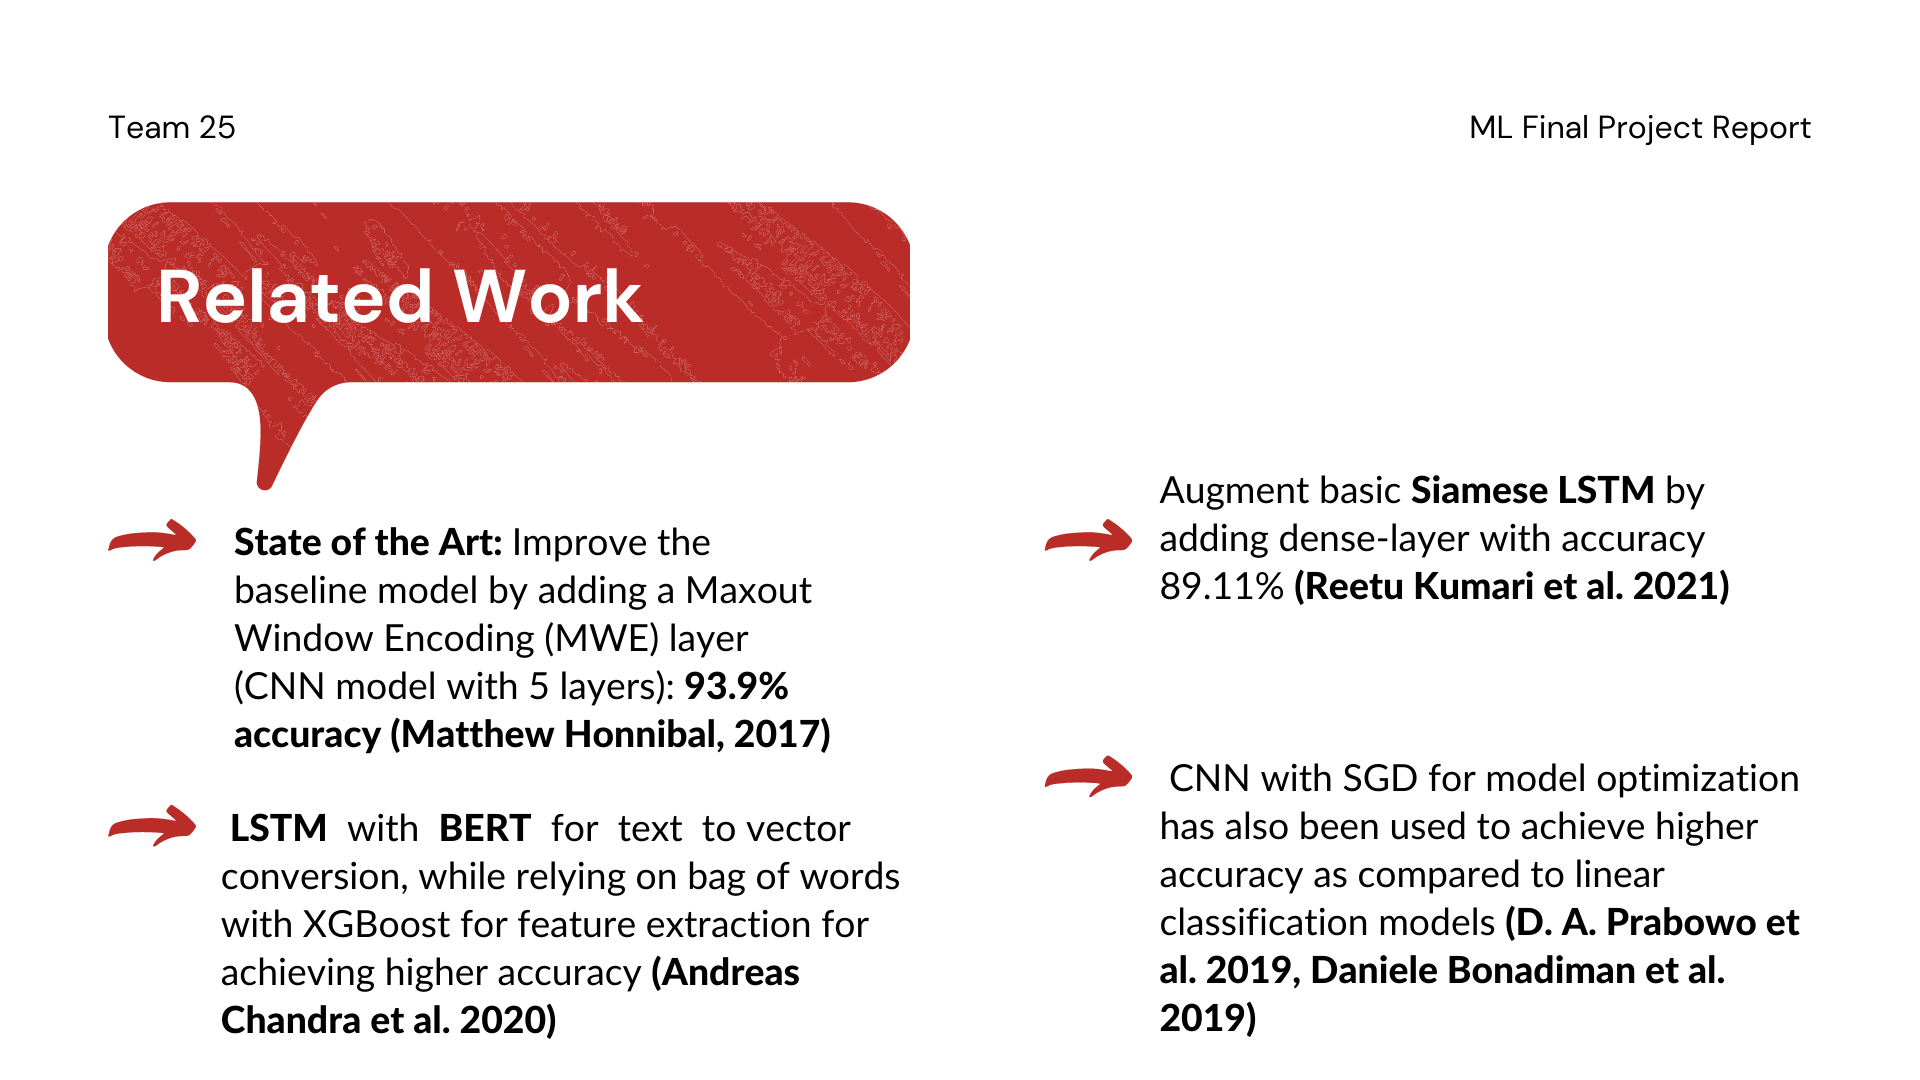 Team 25
ML Final Project Report
Related Work
State of the Art: Improve the
baseline model by adding a Maxout
Window Encoding (MWE) layer
(CNN model with 5 layers): 93.9%
accuracy (Matthew Honnibal, 2017)
LSTM with BERT for text to vector
conversion, while relying on bag of words
with XGBoost for feature extraction for
achieving higher accuracy (Andreas
Chandra et al. 2020)
Augment basic Siamese LSTM by
adding dense-layer with accuracy
89.11% (Reetu Kumari et al. 2021)
CNN with SGD for model optimization
has also been used to achieve higher
accuracy as compared to linear
classification models (D. A. Prabowo et
al. 2019, Daniele Bonadiman et al.
2019)